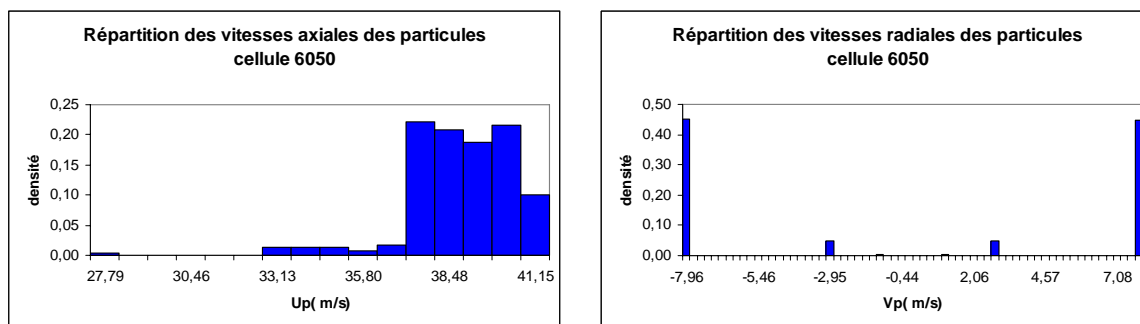 Répartition des vitesses axiales des particules
cellule 6050
0,25
0,20
0,15
0,10
0,05
0,00
densité
27,79 30,46 33,13 35,80 38,48 41,15
Up( m/s)
Répartition des vitesses radiales des particules
cellule 6050
0,50
0,40
0,30
0,20
0,10
0,00
densité
-7,96 -5,46 -2,95 -0,44 2,06 4,57 7,08
Vp( m/s)